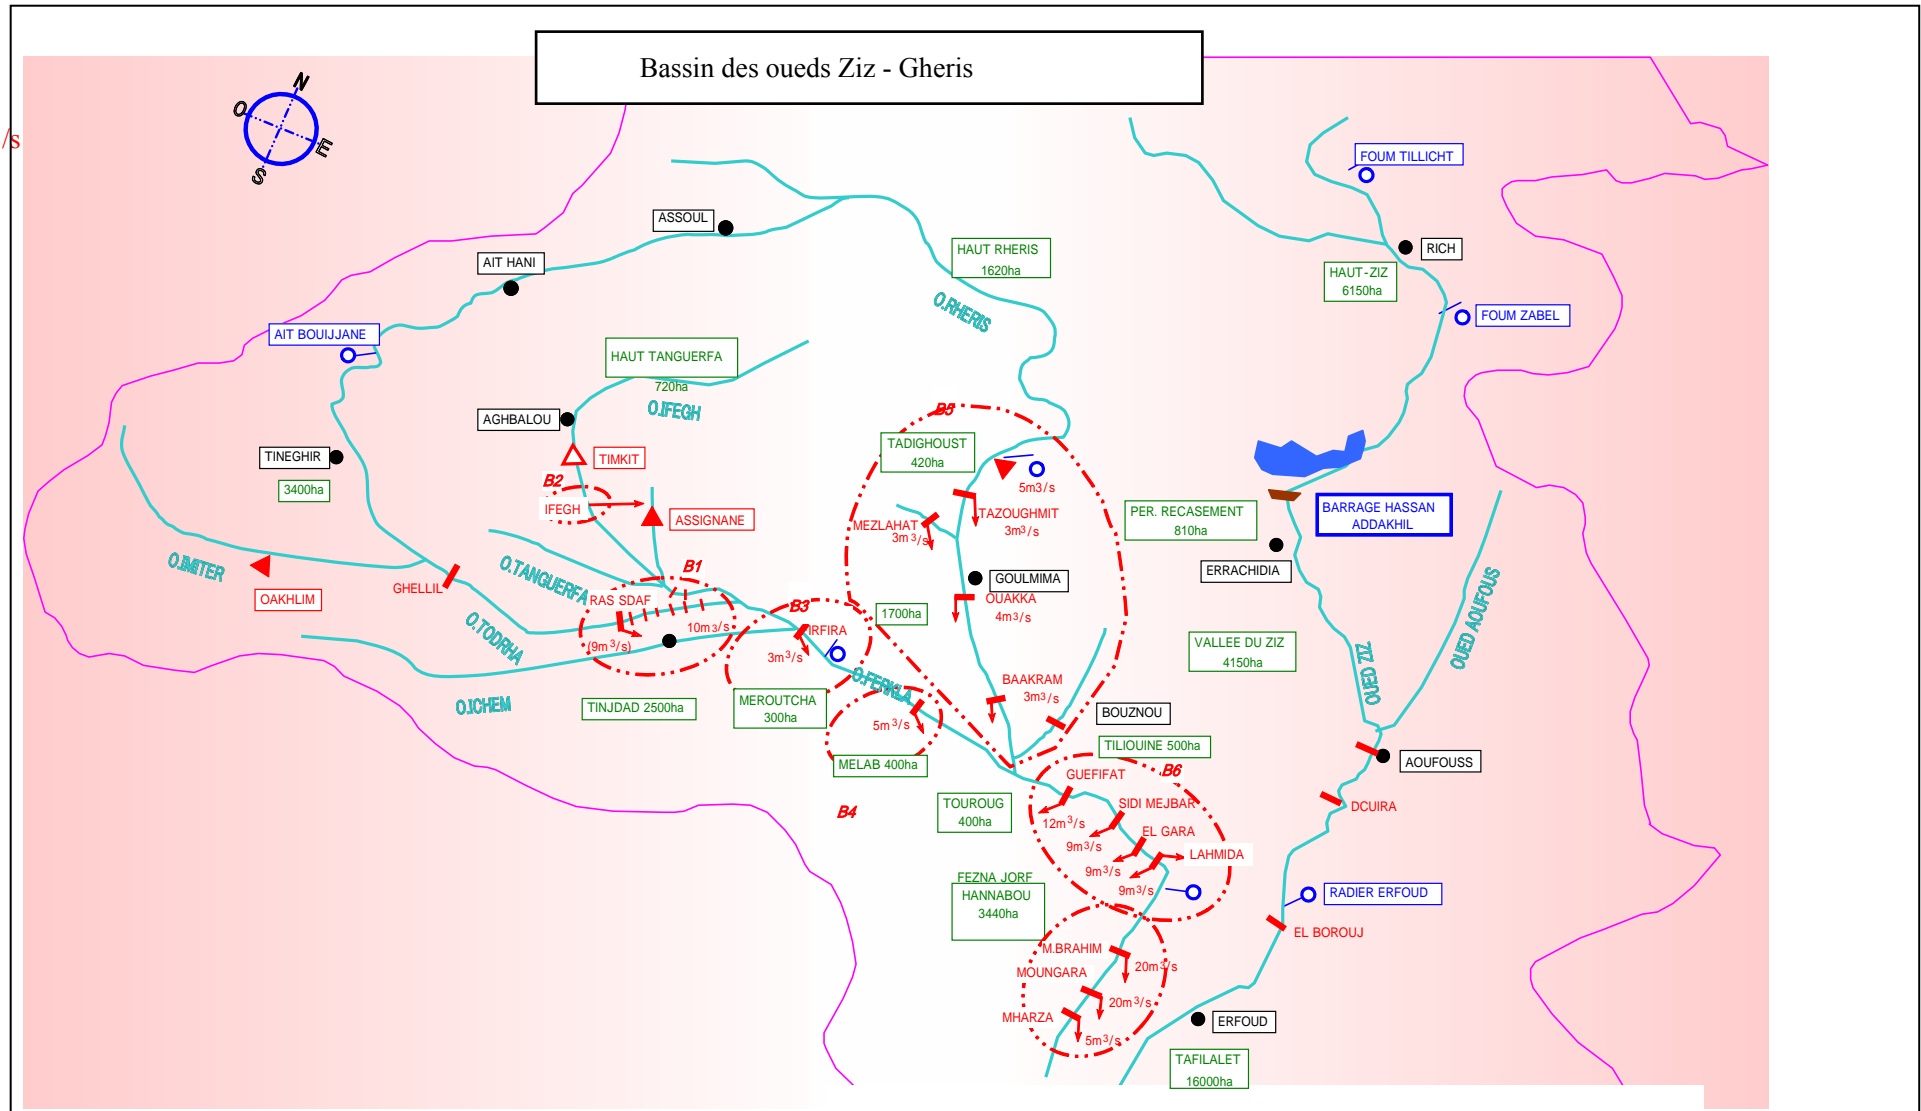 Bassin des oueds Ziz - Gheris
N
O
E
S
/s
FOUM TILLICHT
ASSOUL
RICH
HAUT RHERIS
1620ha
AIT HANI
HAUT-ZIZ
6150ha
O.RHERIS
FOUM ZABEL
AIT BOUIJJANE
HAUT TANGUERFA
720ha
O.IFEGH
AGHBALOU
B5
TADIGHOUST
420ha
TINEGHIR
TIMKIT
3400ha
B2
5m3/s
IFEGH
ASSIGNANE
MEZLAHAT
3m3/s
TAZOUGHMIT
3m3/s
PER. RECASEMENT
810ha
BARRAGE HASSAN
ADDAKHIL
O.IMITER
O.TANGUERFA
B1
ERRACHIDIA
GOULMIMA
OAKHLIM
GHELLIL
RAS SDAF
B3
OUAKKA
4m3/s
1700ha
O.TODRHA
10m3/s
(9m3/s)
IRFIRA
3m3/s
VALLEE DU ZIZ
4150ha
OUED ZIZ
OUED AOUFOUS
O.FERKLA
BAAKRAM
3m3/s
O.ICHEM
TINJDAD 2500ha
MEROUTCHA
300ha
5m3/s
BOUZNOU
TILIOUINE 500ha
MELAB 400ha
AOUFOUSS
B6
GUEFIFAT
B4
TOUROUG
400ha
12m3/s
SIDI MEJBAR
9m3/s
DCUIRA
EL GARA
9m3/s
LAHMIDA
9m3/s
FEZNA JORF
HANNABOU
3440ha
RADIER ERFOUD
EL BOROUJ
M.BRAHIM
20m3/s
MOUNGARA
20m3/s
MHARZA
5m3/s
ERFOUD
TAFILALET
16000ha